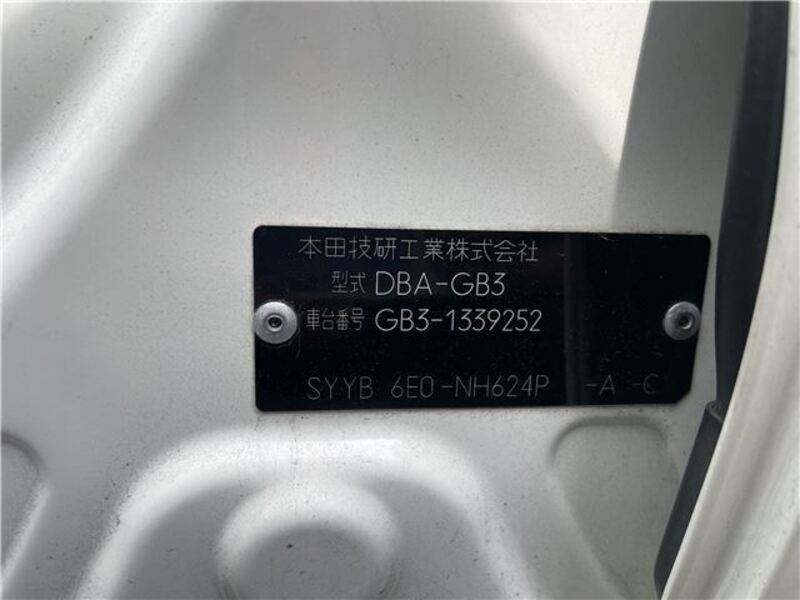 本田技研工業株式会社
型式 DBA-GB3
車台番号 GB3-1339252
SYYB 6E0-NH624P -A -C